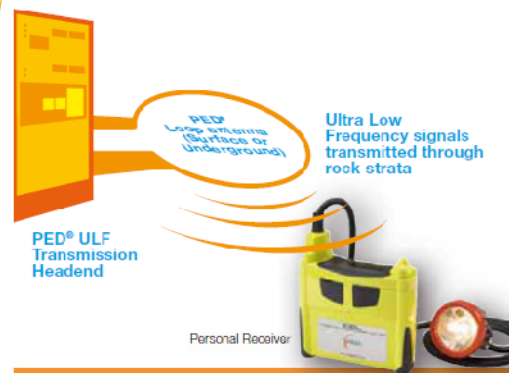 PED®
Loop antenna
(Surface or
Underground)
Ultra Low
Frequency signals
transmitted through
rock strata
PED® ULF
Transmission
Headend
Personal Receiver